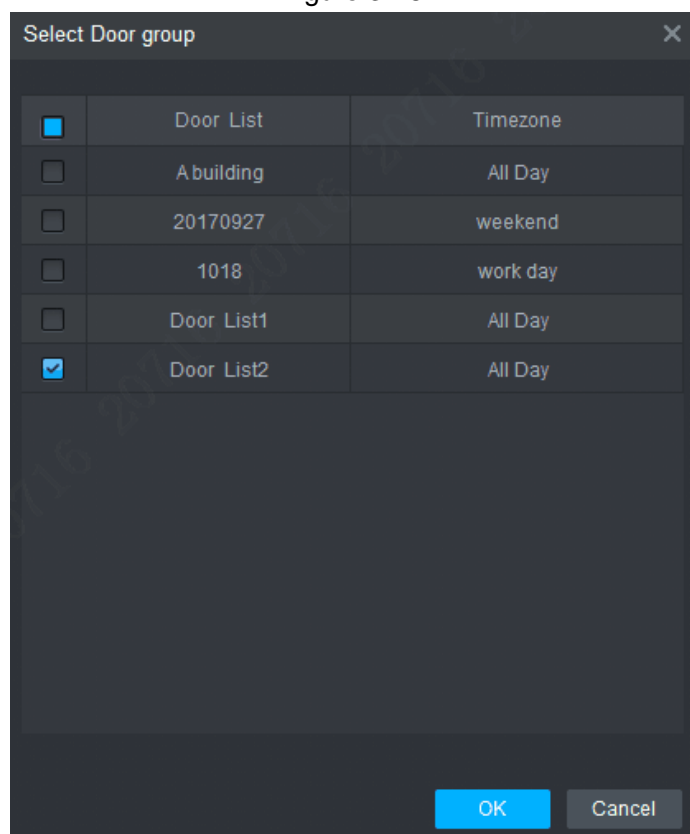 Select Door group
Door List Timezone
A building All Day
20170927 weekend
1018 work day
Door List1 All Day
Door List2 All Day
OK Cancel